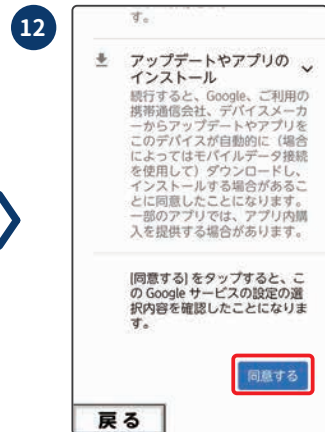 12
す。
アップデートやアプリの
インストール
続行すると、Google、ご利用の
携帯通信会社、デバイスメーカ
ーからアップデートやアプリを
このデバイスが自動的に（場合
によってはモバイルデータ接続
を使用して）ダウンロードし、
インストールする場合があるこ
とに同意したことになります。
一部のアプリでは、アプリ内購
入を提供する場合があります。
[同意する] をタップすると、こ
の Google サービスの設定の選
択内容を確認したことになりま
す。
同意する
戻る